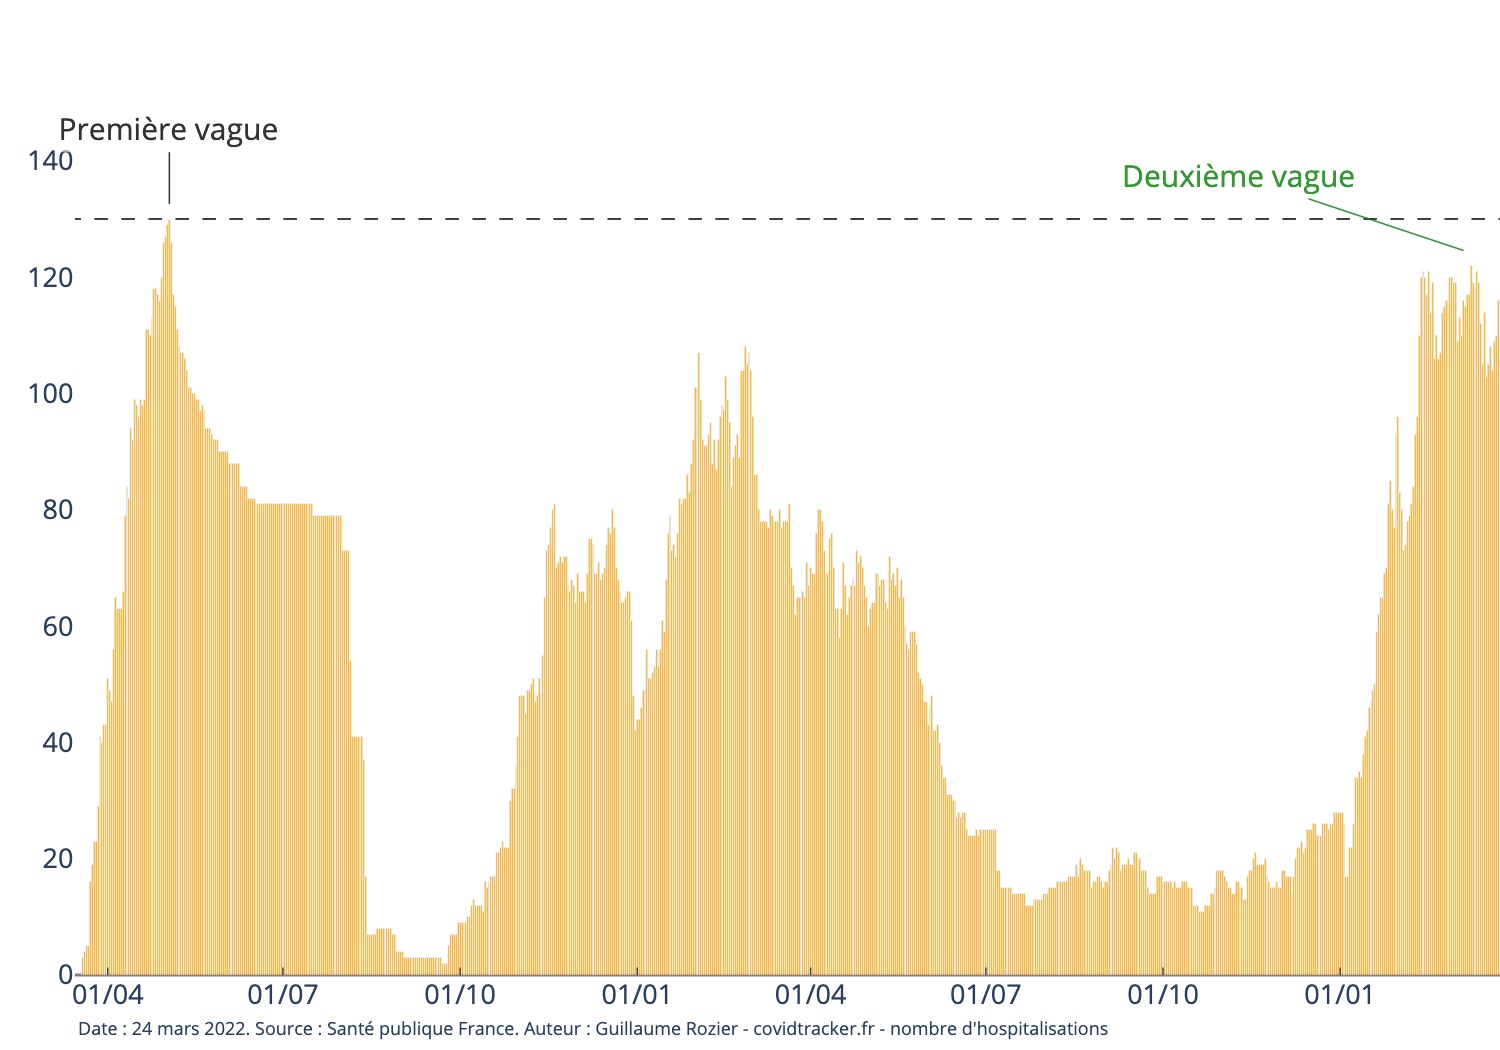 Première vague
140
Deuxième vague
120
100
80
60
40
20
0
01/04 01/07 01/10 01/01 01/04 01/07 01/10 01/01
Date : 24 mars 2022. Source : Santé publique France. Auteur : Guillaume Rozier - covidtracker.fr - nombre d'hospitalisations